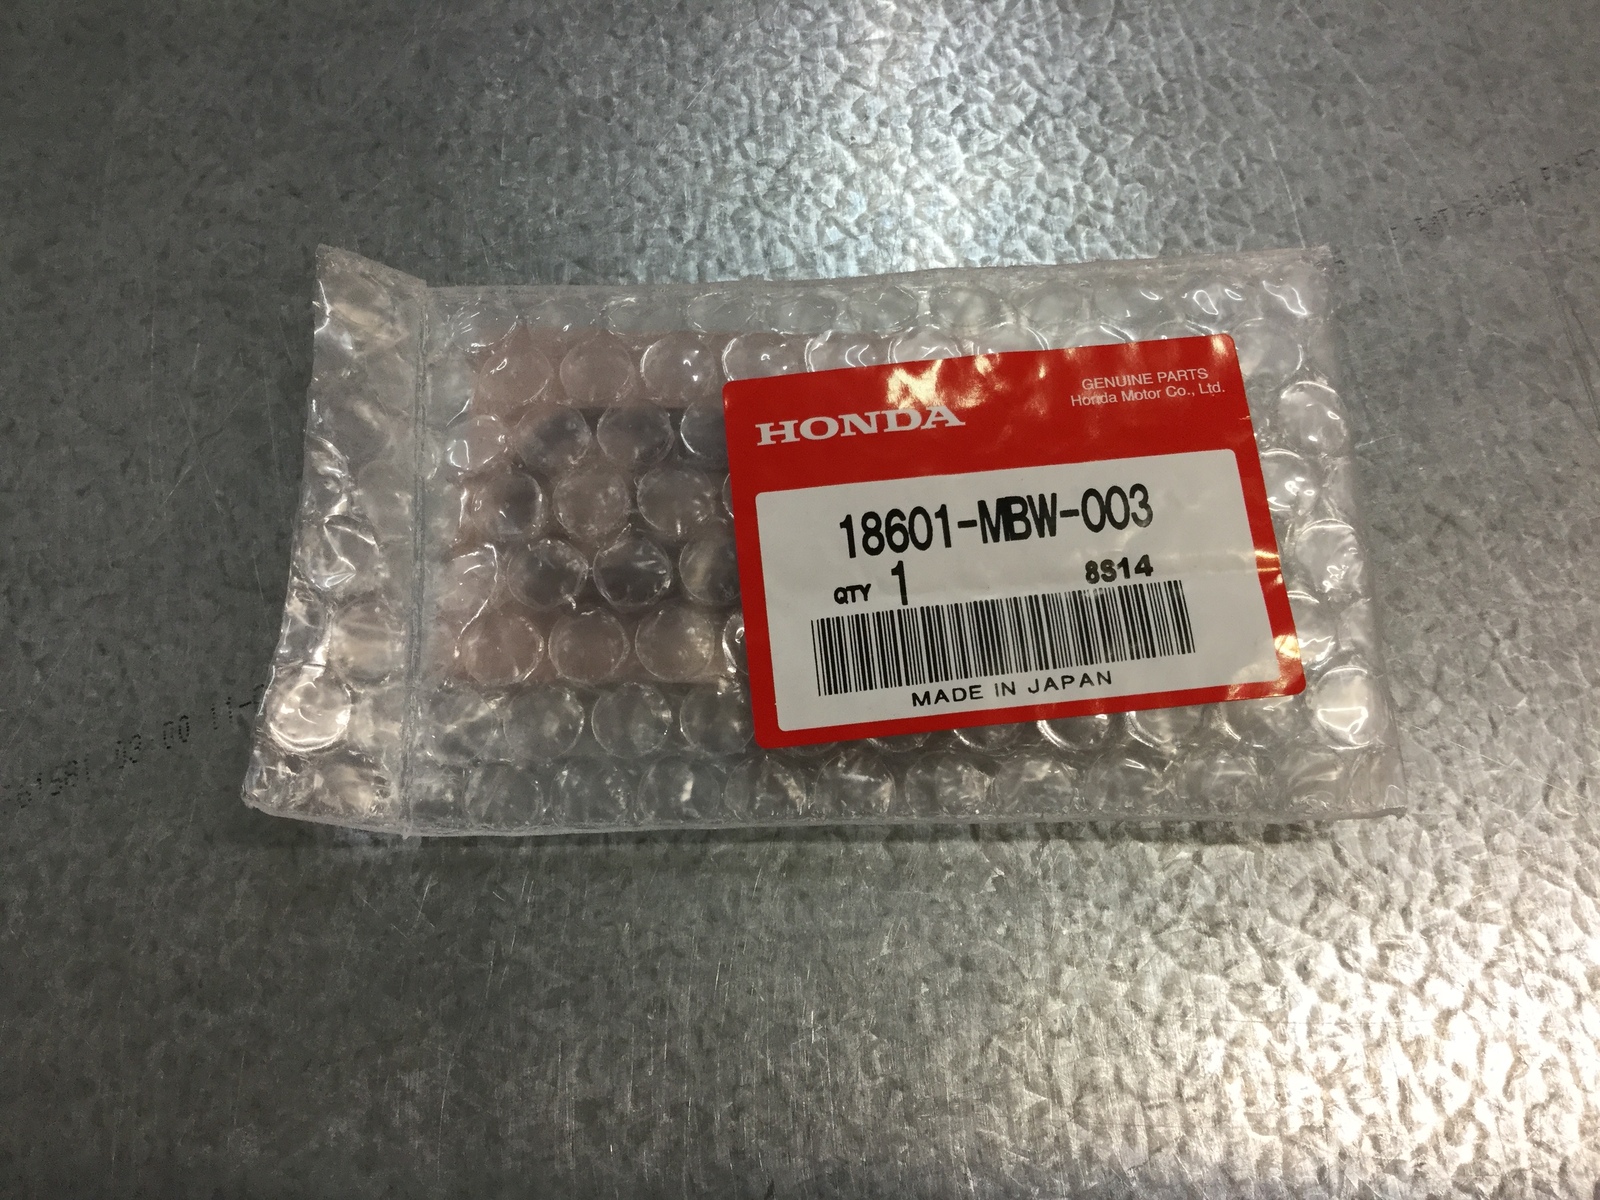 HONDA
GENUINE PARTS
Honda Motor Co., Ltd.
18601-MBW-003
QTY 1
8S14
MADE IN JAPAN